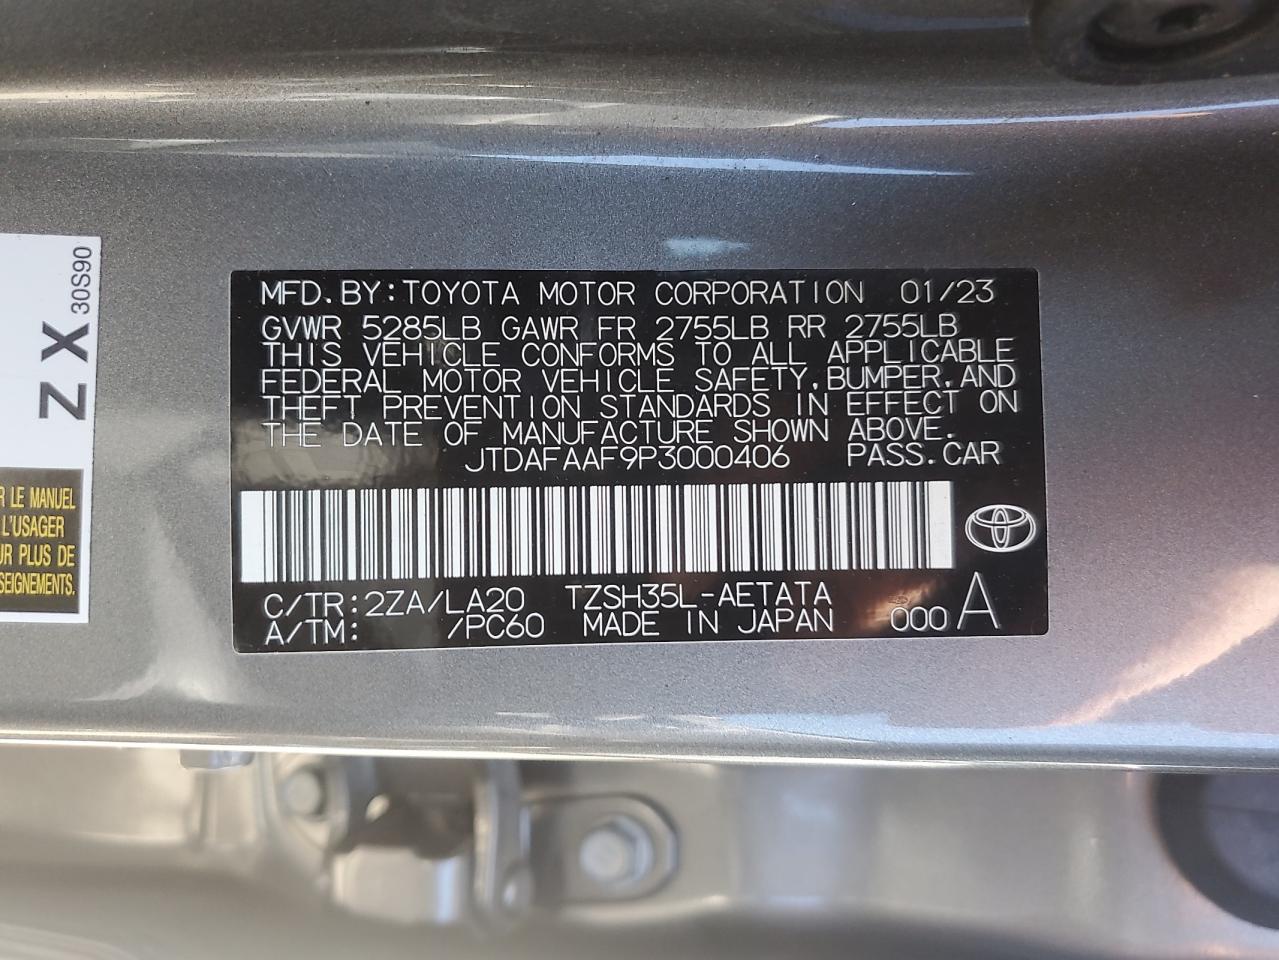 MFD.BY:TOYOTA MOTOR CORPORATION 01/23
GVWR 5285LB GAWR FR 2755LB RR 2755LB
THIS VEHICLE CONFORMS TO ALL APPLICABLE
FEDERAL MOTOR VEHICLE SAFETY,BUMPER,AND
THEFT PREVENTION STANDARDS IN EFFECT ON
THE DATE OF MANUFACTURE SHOWN ABOVE.
JTDAFAAF9P3000406 PASS.CAR
C/TR:2ZA/LA20 TZSH35L-AETATA
A/TM: /PC60 MADE IN JAPAN 000 A
ZX
30S90
R LE MANUEL
L'USAGER
UR PLUS DE
SEIGNEMENTS.